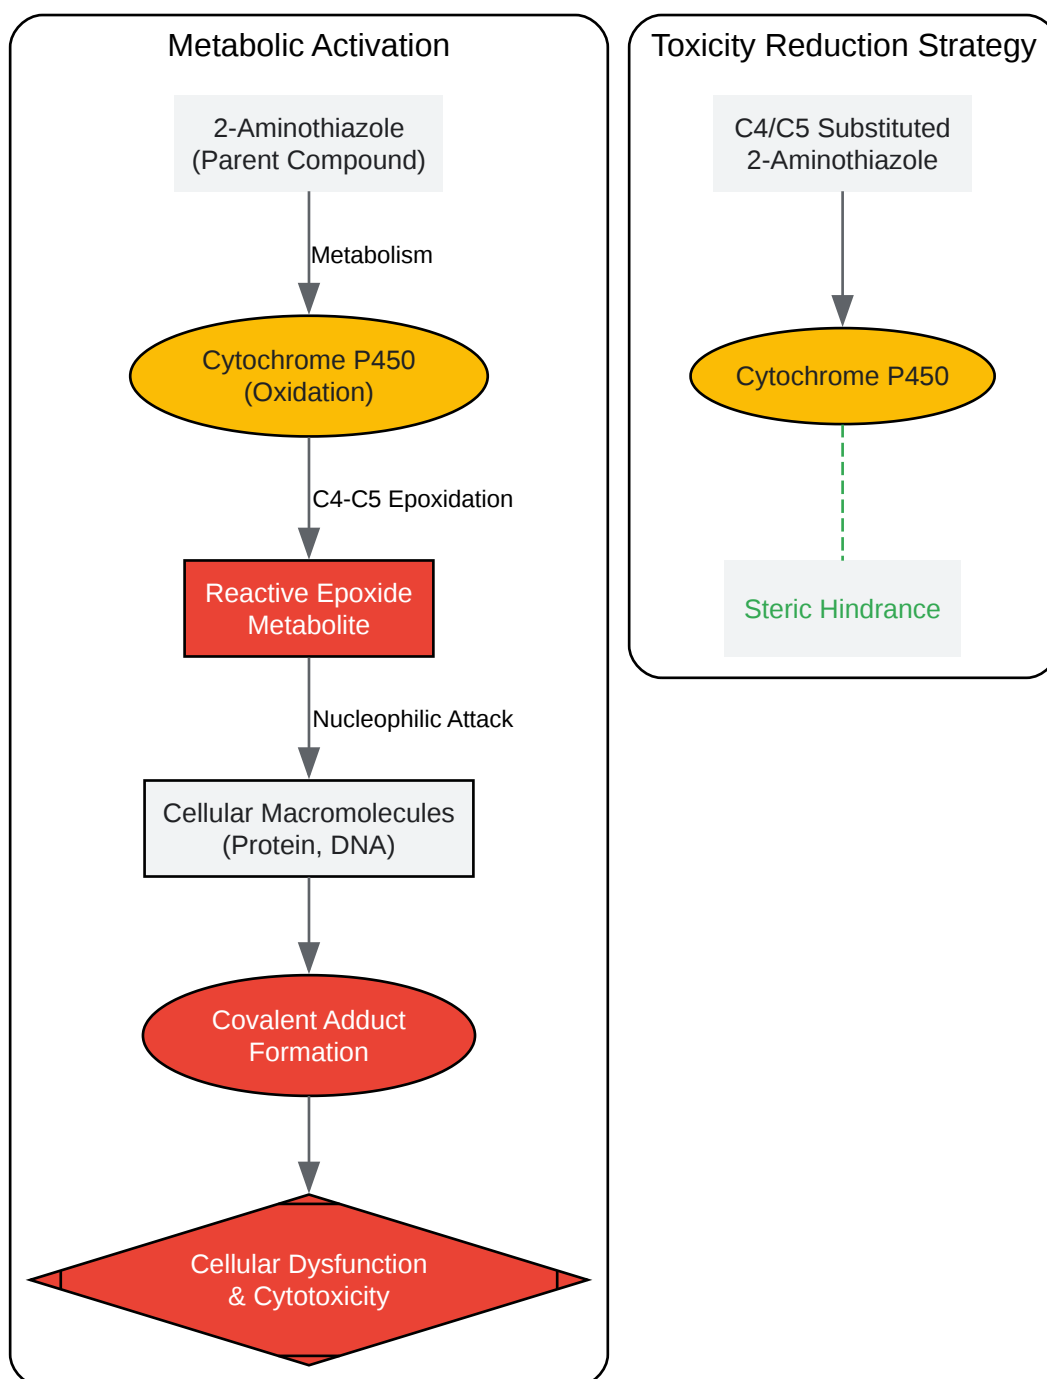 Metabolic Activation
2-Aminothiazole
(Parent Compound)
Metabolism
Cytochrome P450
(Oxidation)
C4-C5 Epoxidation
Reactive Epoxide
Metabolite
Nucleophilic Attack
Cellular Macromolecules
(Protein, DNA)
Covalent Adduct
Formation
Cellular Dysfunction
& Cytotoxicity
Toxicity Reduction Strategy
C4/C5 Substituted
2-Aminothiazole
Cytochrome P450
Steric Hindrance